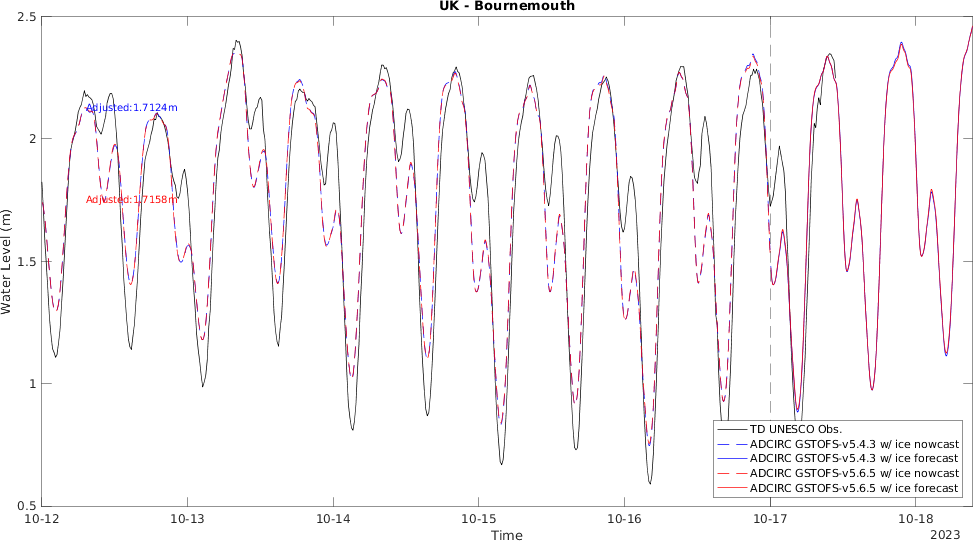 UK - Bournemouth
2.5
2
1.5
1
0.5
Water Level (m)
Adjusted:1.7124m
Adjusted:1.7158m
TD UNESCO Obs.
ADCIRC GSTOFS-v5.4.3 w/ ice nowcast
ADCIRC GSTOFS-v5.4.3 w/ ice forecast
ADCIRC GSTOFS-v5.6.5 w/ ice nowcast
ADCIRC GSTOFS-v5.6.5 w/ ice forecast
10-12 10-13 10-14 10-15 10-16 10-17 10-18
Time
2023